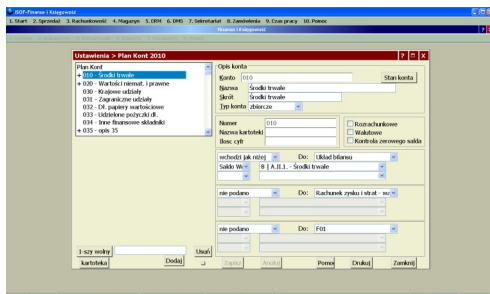 ISOF-Finanse i Księgowość
1. Start 2. Sprzedaż 3. Rachunkowość 4. Magazyn 5. CRM 6. DMS 7. Sekretariat 8. Zamówienia 9. Czas pracy 10. Pomoc
Finanse i Księgowość
Ustawienia > Plan Kont 2010
Plan Kont
+ 010 - Środki trwałe
+ 020 - Wartości niemat. i prawne
030 - Krajowe udziały
031 - Zagraniczne udziały
032 - Dł. papiery wartościowe
033 - Udzielone pożyczki dł.
034 - Inne finansowe składniki
+ 035 - opis 35
I-szy wolny
Usuń
kartoteka
Dodaj
Opis konta
Konto 010
Stan konta
Nazwa Środki trwałe
Skrót Środki trwałe
Typ konta zbiorcze
Numer 010
Nazwa kartoteki
Ilosc cyfr
Rozrachunkowe
Walutowe
Kontrola zerowego salda
wchodzi jak niżej Do: Układ bilansu
Saldo Wn 8 | A.II.1. - Środki trwałe
nie podano Do: Rachunek zysku i strat - wa
nie podano Do: F01
Zapisz
Anuluj
Pomoc
Drukuj
Zamknij